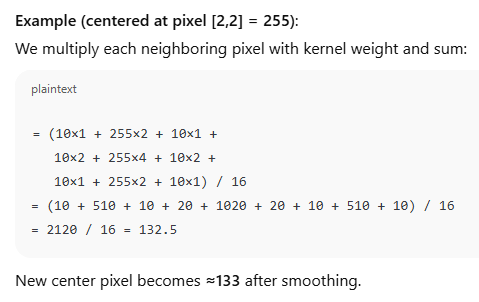 Example (centered at pixel [2,2] = 255):
We multiply each neighboring pixel with kernel weight and sum:
plaintext
= (10×1 + 255×2 + 10×1 +
10×2 + 255×4 + 10×2 +
10×1 + 255×2 + 10×1) / 16
= (10 + 510 + 10 + 20 + 1020 + 20 + 10 + 510 + 10) / 16
= 2120 / 16 = 132.5
New center pixel becomes ≈133 after smoothing.